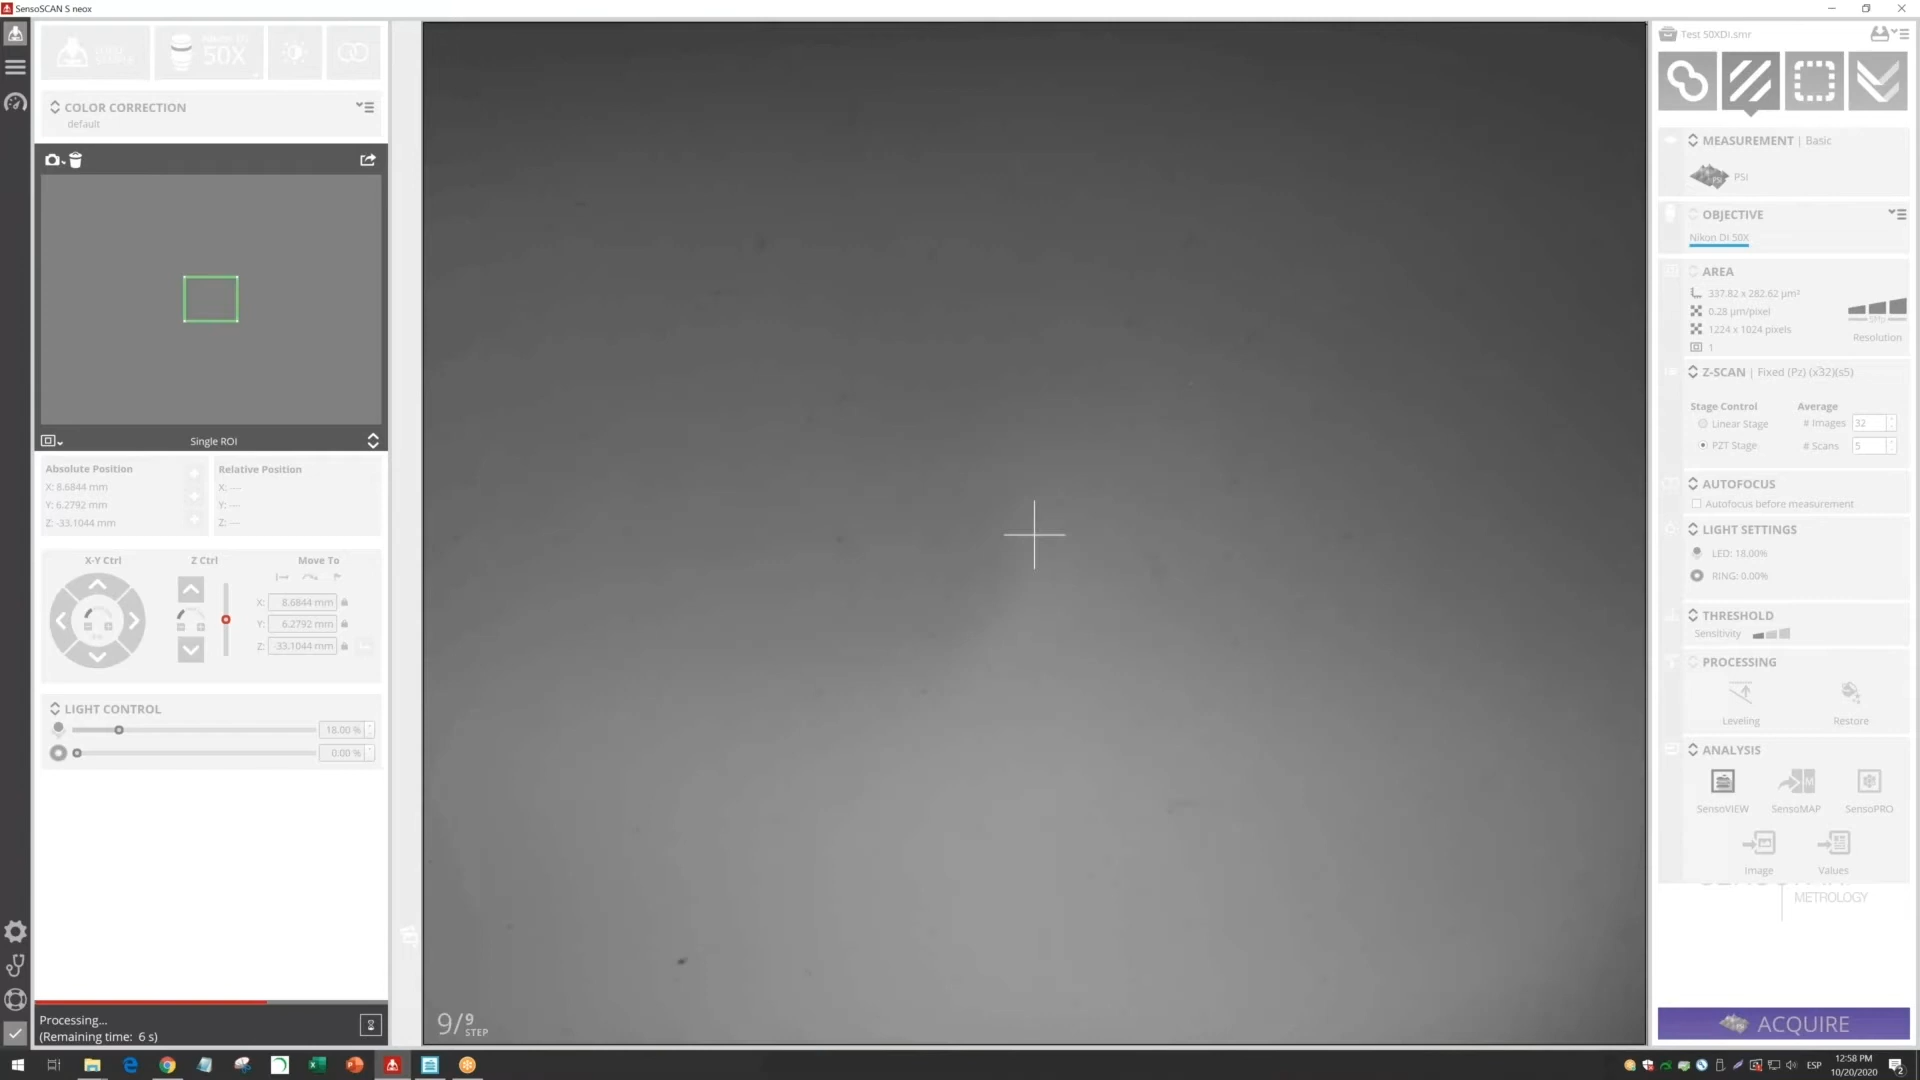 SensoSCAN S neox
Nikon DI
50X
COLOR CORRECTION
default
Single ROI
Absolute Position
X: 8.6844 mm
Y: 6.2792 mm
Z: -33.1044 mm
Relative Position
X: ---
Y: ---
Z: ---
X-Y Ctrl
Z Ctrl
Move To
X: 8.6844 mm
Y: 6.2792 mm
Z: -33.1044 mm
LIGHT CONTROL
18.00 %
0.00 %
Processing...
(Remaining time: 6 s)
9/9 STEP
Test 50XDI.smr
MEASUREMENT | Basic
PSI
OBJECTIVE
Nikon DI 50X
AREA
337.82 x 282.62 µm²
0.28 µm/pixel
1224 x 1024 pixels
1
Resolution
Z-SCAN | Fixed (Pz) (x32)(s5)
Stage Control
Average
Linear Stage
# Images 32
PZT Stage
# Scans 5
AUTOFOCUS
Autofocus before measurement
LIGHT SETTINGS
LED: 18.00%
RING: 0.00%
THRESHOLD
Sensitivity
PROCESSING
Leveling
Restore
ANALYSIS
SensoVIEW
SensoMAP
SensoPRO
Image
Values
METROLOGY
ACQUIRE
ESP
12:58 PM
10/20/2020
2